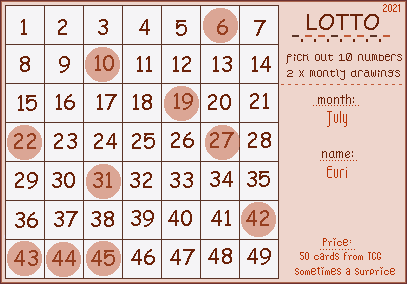 2021
LOTTO
1 2 3 4 5 6 7
pick out 10 numbers
8 9 10 11 12 13 14
2 x montly drawings
15 16 17 18 19 20 21
month:
July
22 23 24 25 26 27 28
name:
Euri
29 30 31 32 33 34 35
36 37 38 39 40 41 42
Price:
43 44 45 46 47 48 49
50 cards from TCG
sometimes a surprice